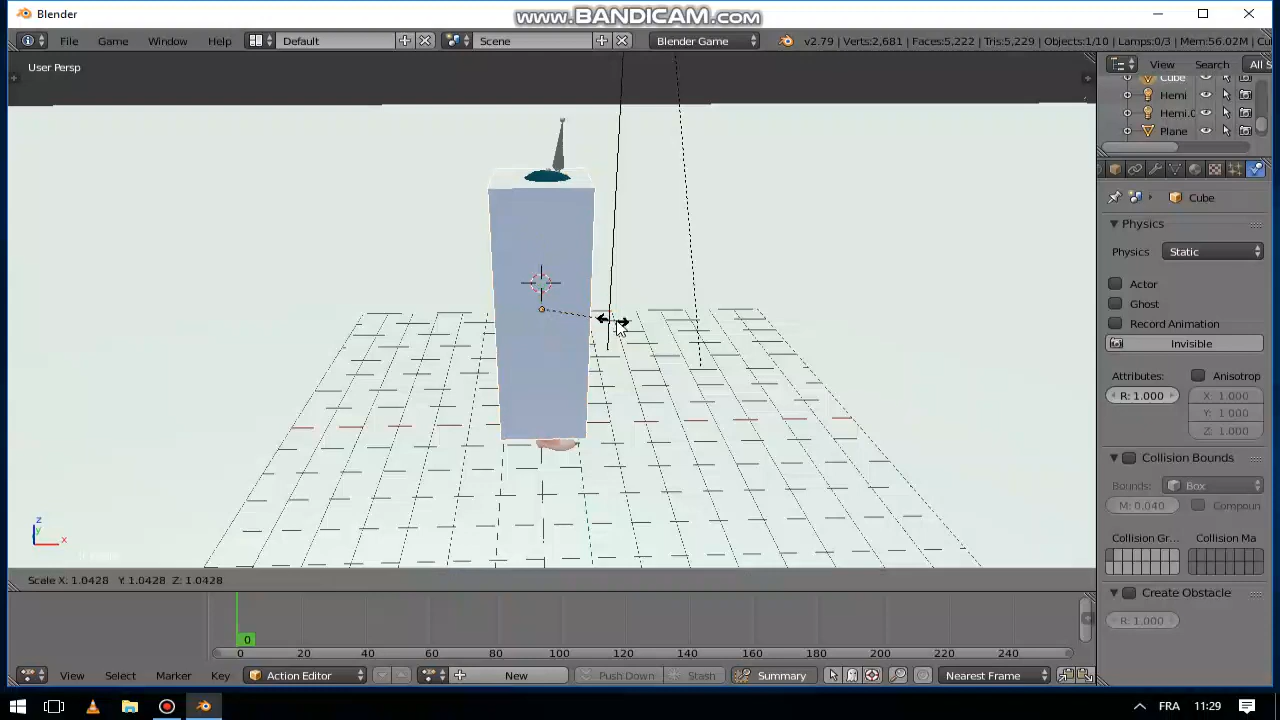 Blender
www.BANDICAM.com
File Game Window Help Default Scene Blender Game v2.79 | Verts:2,681 | Faces:5,222 | Tris:5,229 | Objects:1/10 | Lamps:0/3 | Mem:56.02M | Cu
User Persp
View Search All S
Cube
Hemi
Hemi.0
Plane
Cube
Physics
Physics Static
Actor
Ghost
Record Animation
Invisible
Attributes: Anisotrop
R: 1.000 X: 1.000
Y: 1.000
Z: 1.000
Collision Bounds
Bounds: Box
M: 0.040 Compoun
Collision Gr... Collision Ma
Create Obstacle
R: 1.000
z
y
x
Scale X: 1.0428 Y: 1.0428 Z: 1.0428
0
0 20 40 60 80 100 120 140 160 180 200 220 240
View Select Marker Key Action Editor New Push Down Stash Summary Nearest Frame
FRA 11:29